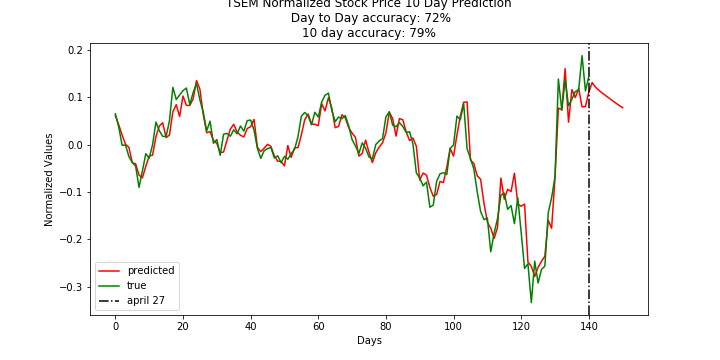 TSEM Normalized Stock Price 10 Day Prediction
Day to Day accuracy: 72%
10 day accuracy: 79%
0.2
0.1
0.0
−0.1
−0.2
−0.3
Normalized Values
predicted
true
april 27
0
20
40
60
80
100
120
140
Days